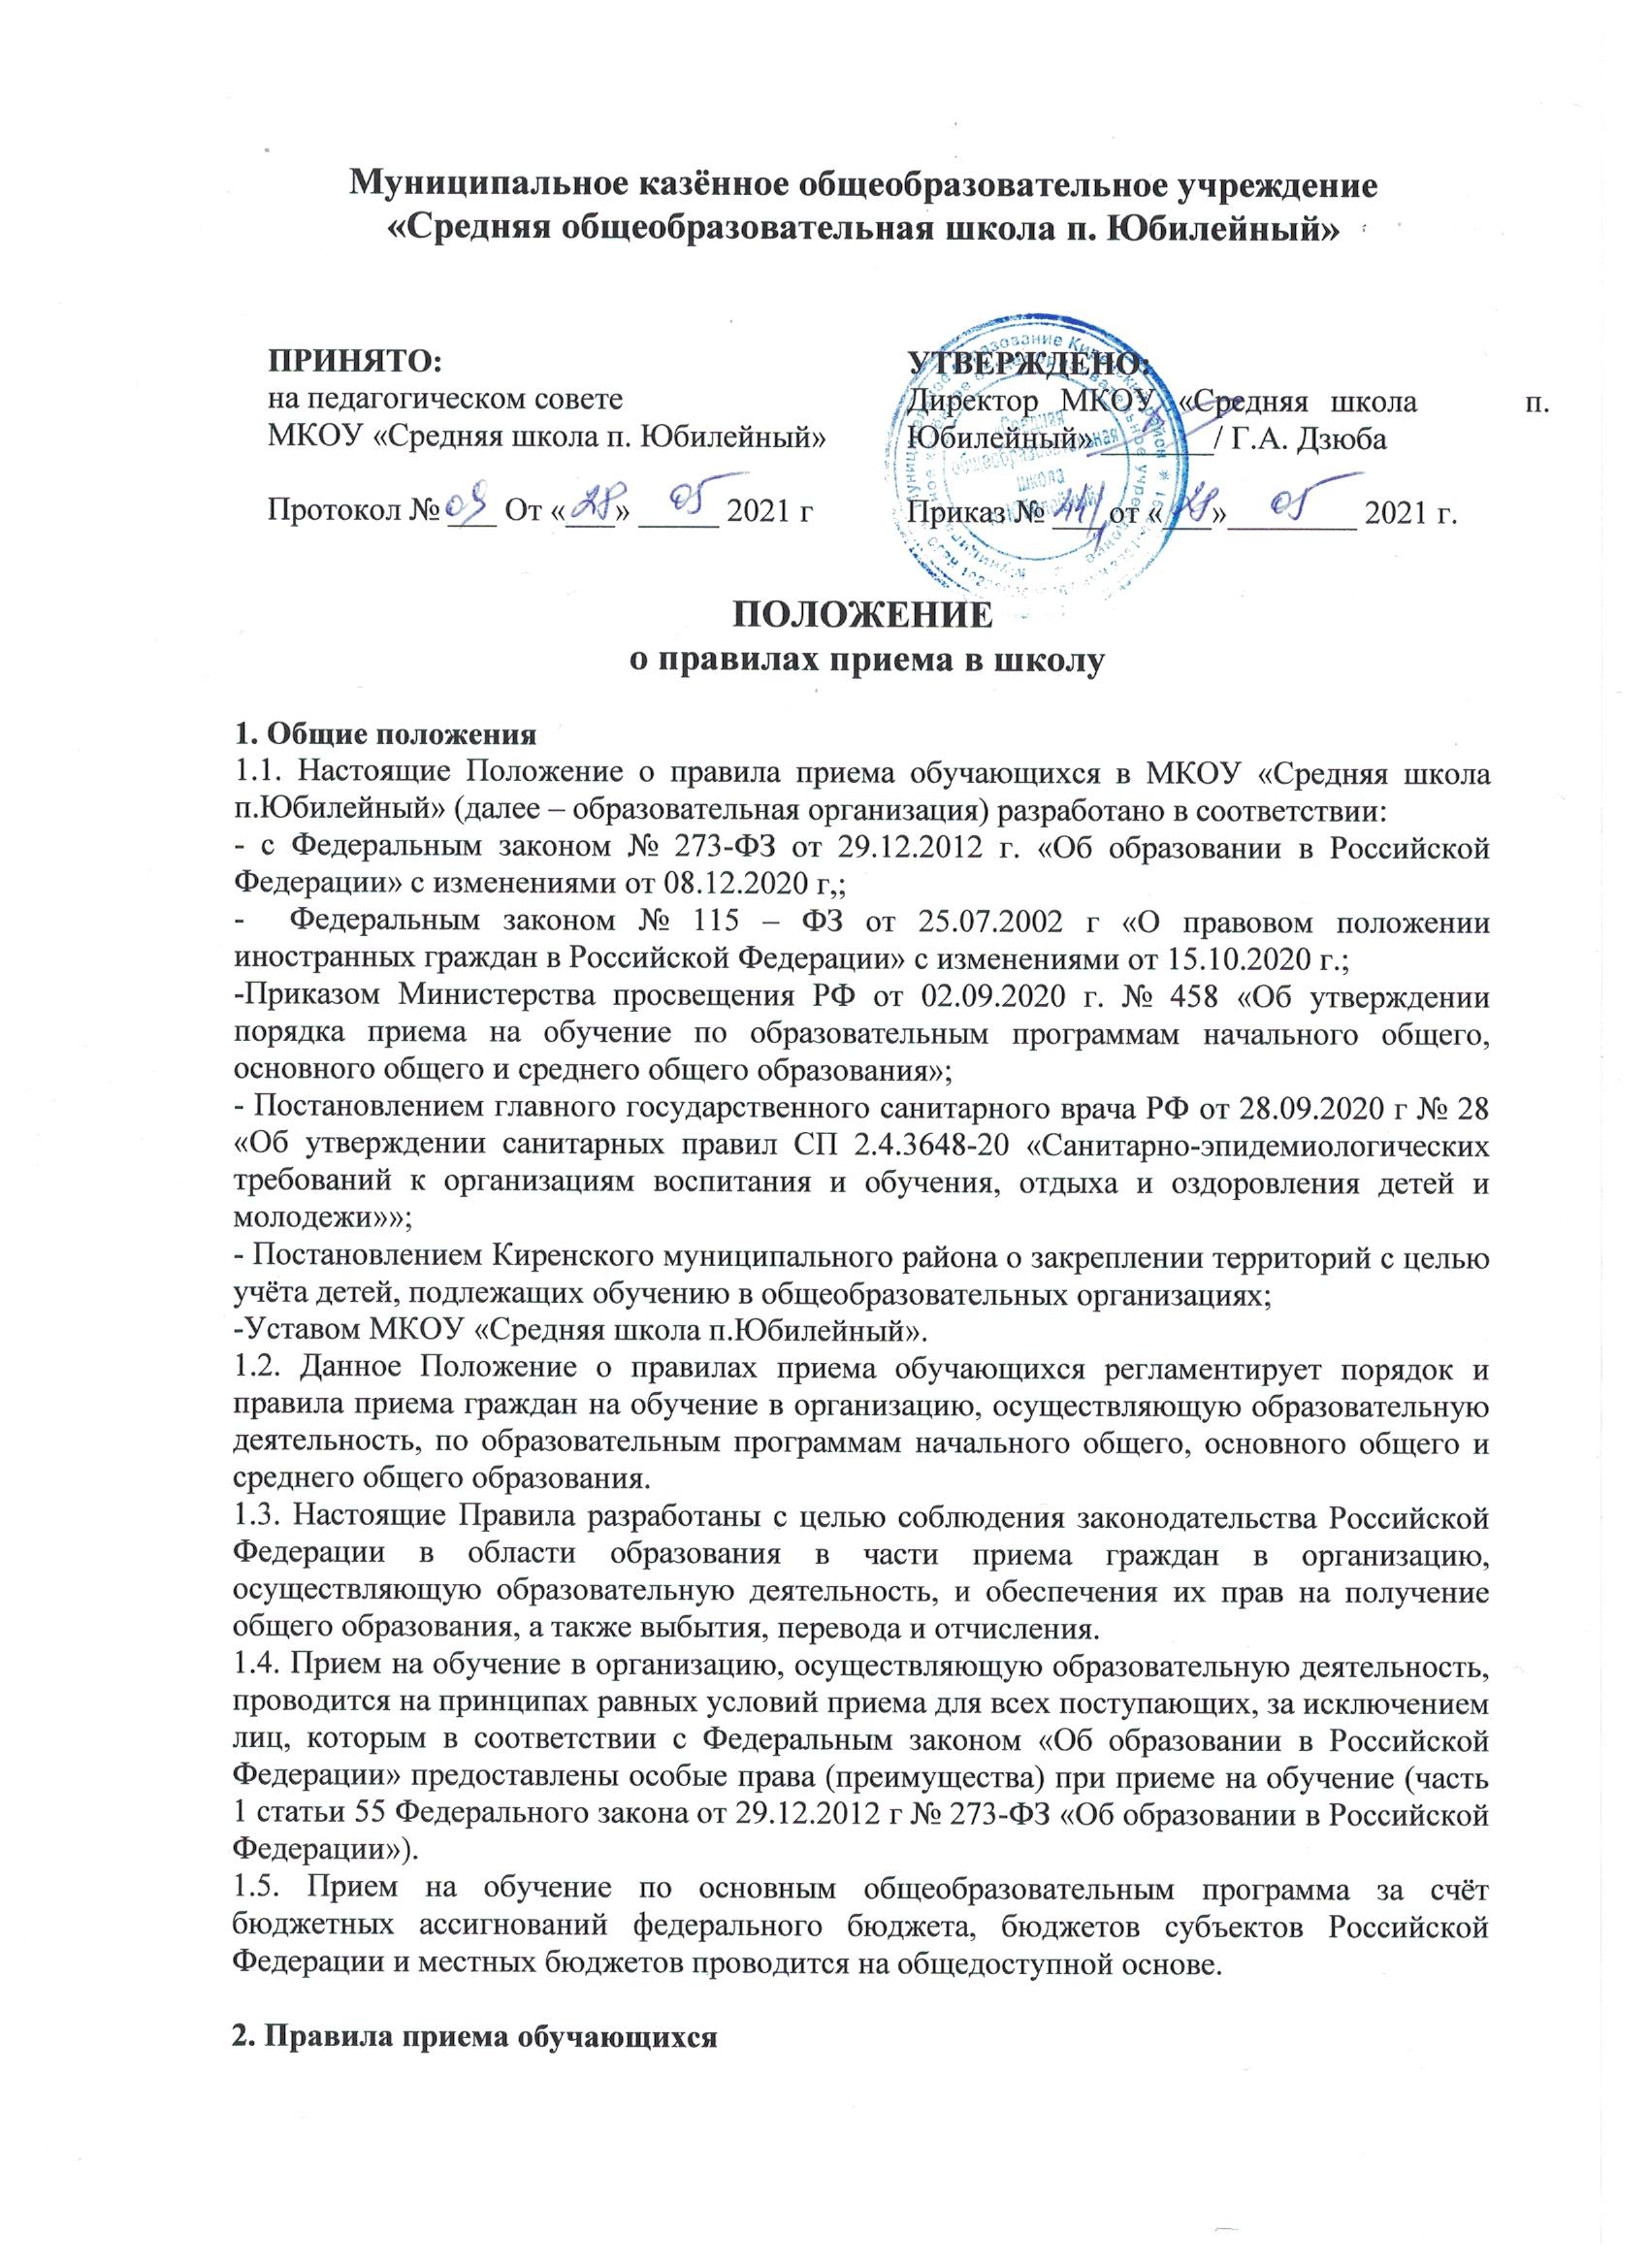 Муниципальное казённое общеобразовательное учреждение
«Средняя общеобразовательная школа п. Юбилейный»
ПРИНЯТО:
на педагогическом совете
МКОУ «Средняя школа п. Юбилейный»
Протокол № 09 От «28» 05 2021 г
УТВЕРЖДЕНО:
Директор МКОУ «Средняя школа п.
Юбилейный» _______/ Г.А. Дзюба
Приказ № ___ от «28» 05 2021 г.
«Средняя
общеобразовательная
школа
ПОЛОЖЕНИЕ
о правилах приема в школу
1. Общие положения
1.1. Настоящие Положение о правила приема обучающихся в МКОУ «Средняя школа
п.Юбилейный» (далее – образовательная организация) разработано в соответствии:
- с Федеральным законом № 273-ФЗ от 29.12.2012 г. «Об образовании в Российской
Федерации» с изменениями от 08.12.2020 г,;
- Федеральным законом № 115 – ФЗ от 25.07.2002 г «О правовом положении
иностранных граждан в Российской Федерации» с изменениями от 15.10.2020 г.;
-Приказом Министерства просвещения РФ от 02.09.2020 г. № 458 «Об утверждении
порядка приема на обучение по образовательным программам начального общего,
основного общего и среднего общего образования»;
- Постановлением главного государственного санитарного врача РФ от 28.09.2020 г № 28
«Об утверждении санитарных правил СП 2.4.3648-20 «Санитарно-эпидемиологических
требований к организациям воспитания и обучения, отдыха и оздоровления детей и
молодежи»»;
- Постановлением Киренского муниципального района о закреплении территорий с целью
учёта детей, подлежащих обучению в общеобразовательных организациях;
-Уставом МКОУ «Средняя школа п.Юбилейный».
1.2. Данное Положение о правилах приема обучающихся регламентирует порядок и
правила приема граждан на обучение в организацию, осуществляющую образовательную
деятельность, по образовательным программам начального общего, основного общего и
среднего общего образования.
1.3. Настоящие Правила разработаны с целью соблюдения законодательства Российской
Федерации в области образования в части приема граждан в организацию,
осуществляющую образовательную деятельность, и обеспечения их прав на получение
общего образования, а также выбытия, перевода и отчисления.
1.4. Прием на обучение в организацию, осуществляющую образовательную деятельность,
проводится на принципах равных условий приема для всех поступающих, за исключением
лиц, которым в соответствии с Федеральным законом «Об образовании в Российской
Федерации» предоставлены особые права (преимущества) при приеме на обучение (часть
1 статьи 55 Федерального закона от 29.12.2012 г № 273-ФЗ «Об образовании в Российской
Федерации»).
1.5. Прием на обучение по основным общеобразовательным программа за счёт
бюджетных ассигнований федерального бюджета, бюджетов субъектов Российской
Федерации и местных бюджетов проводится на общедоступной основе.
2. Правила приема обучающихся